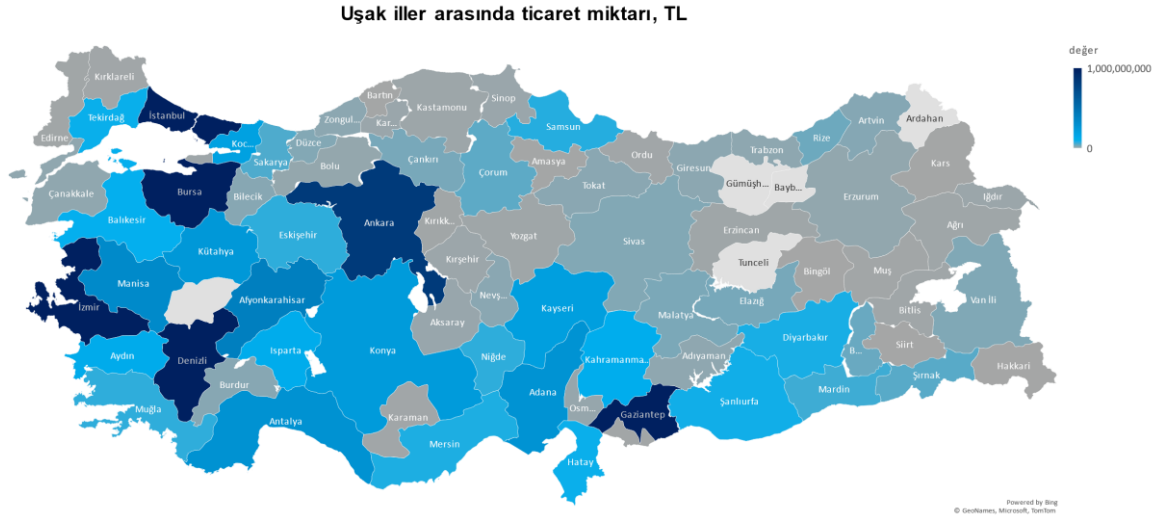 Uşak iller arasında ticaret miktarı, TL
değer
1,000,000,000
0
Kırklareli
Edirne
Tekirdağ
İstanbul
Koc...
Sakarya
Düzce
Zongul...
Bartın
Kar...
Kastamonu
Sinop
Samsun
Çanakkale
Bursa
Bilecik
Bolu
Çankırı
Çorum
Amasya
Ordu
Tokat
Giresun
Trabzon
Gümüşh...
Bayb...
Rize
Artvin
Ardahan
Kars
Erzurum
Iğdır
Ağrı
Balıkesir
Kütahya
Eskişehir
Ankara
Kırıkk...
Kırşehir
Yozgat
Sivas
Erzincan
Tunceli
Bingöl
Muş
Bitlis
Van İli
İzmir
Manisa
Afyonkarahisar
Konya
Aksaray
Nevş...
Kayseri
Malatya
Elazığ
Diyarbakır
B...
Siirt
Şırnak
Hakkari
Aydın
Denizli
Isparta
Burdur
Muğla
Antalya
Karaman
Niğde
Mersin
Adana
Osm...
Kahramanma...
Gaziantep
Hatay
Adıyaman
Şanlıurfa
Mardin
Powered by Bing
© GeoNames, Microsoft, TomTom